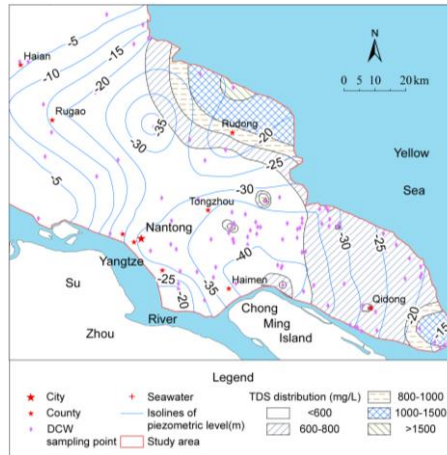 -5
-15
Haian
-10
-20
N
-15
-25
0 5 10 20 km
Rugao
-35
-20
Rudong
-30
-25
Yellow
-5
-30
Sea
Tongzhou
Nantong
-30
-25
-40
Yangtze
-25
Su
-35
Haimen
-20
Qidong
River
Chong
-20
-15
Zhou
Ming
Island
Legend
City
Seawater
TDS distribution (mg/L)
800-1000
County
Isolines of
piezometric level(m)
<600
1000-1500
DCW
sampling point
Study area
600-800
>1500